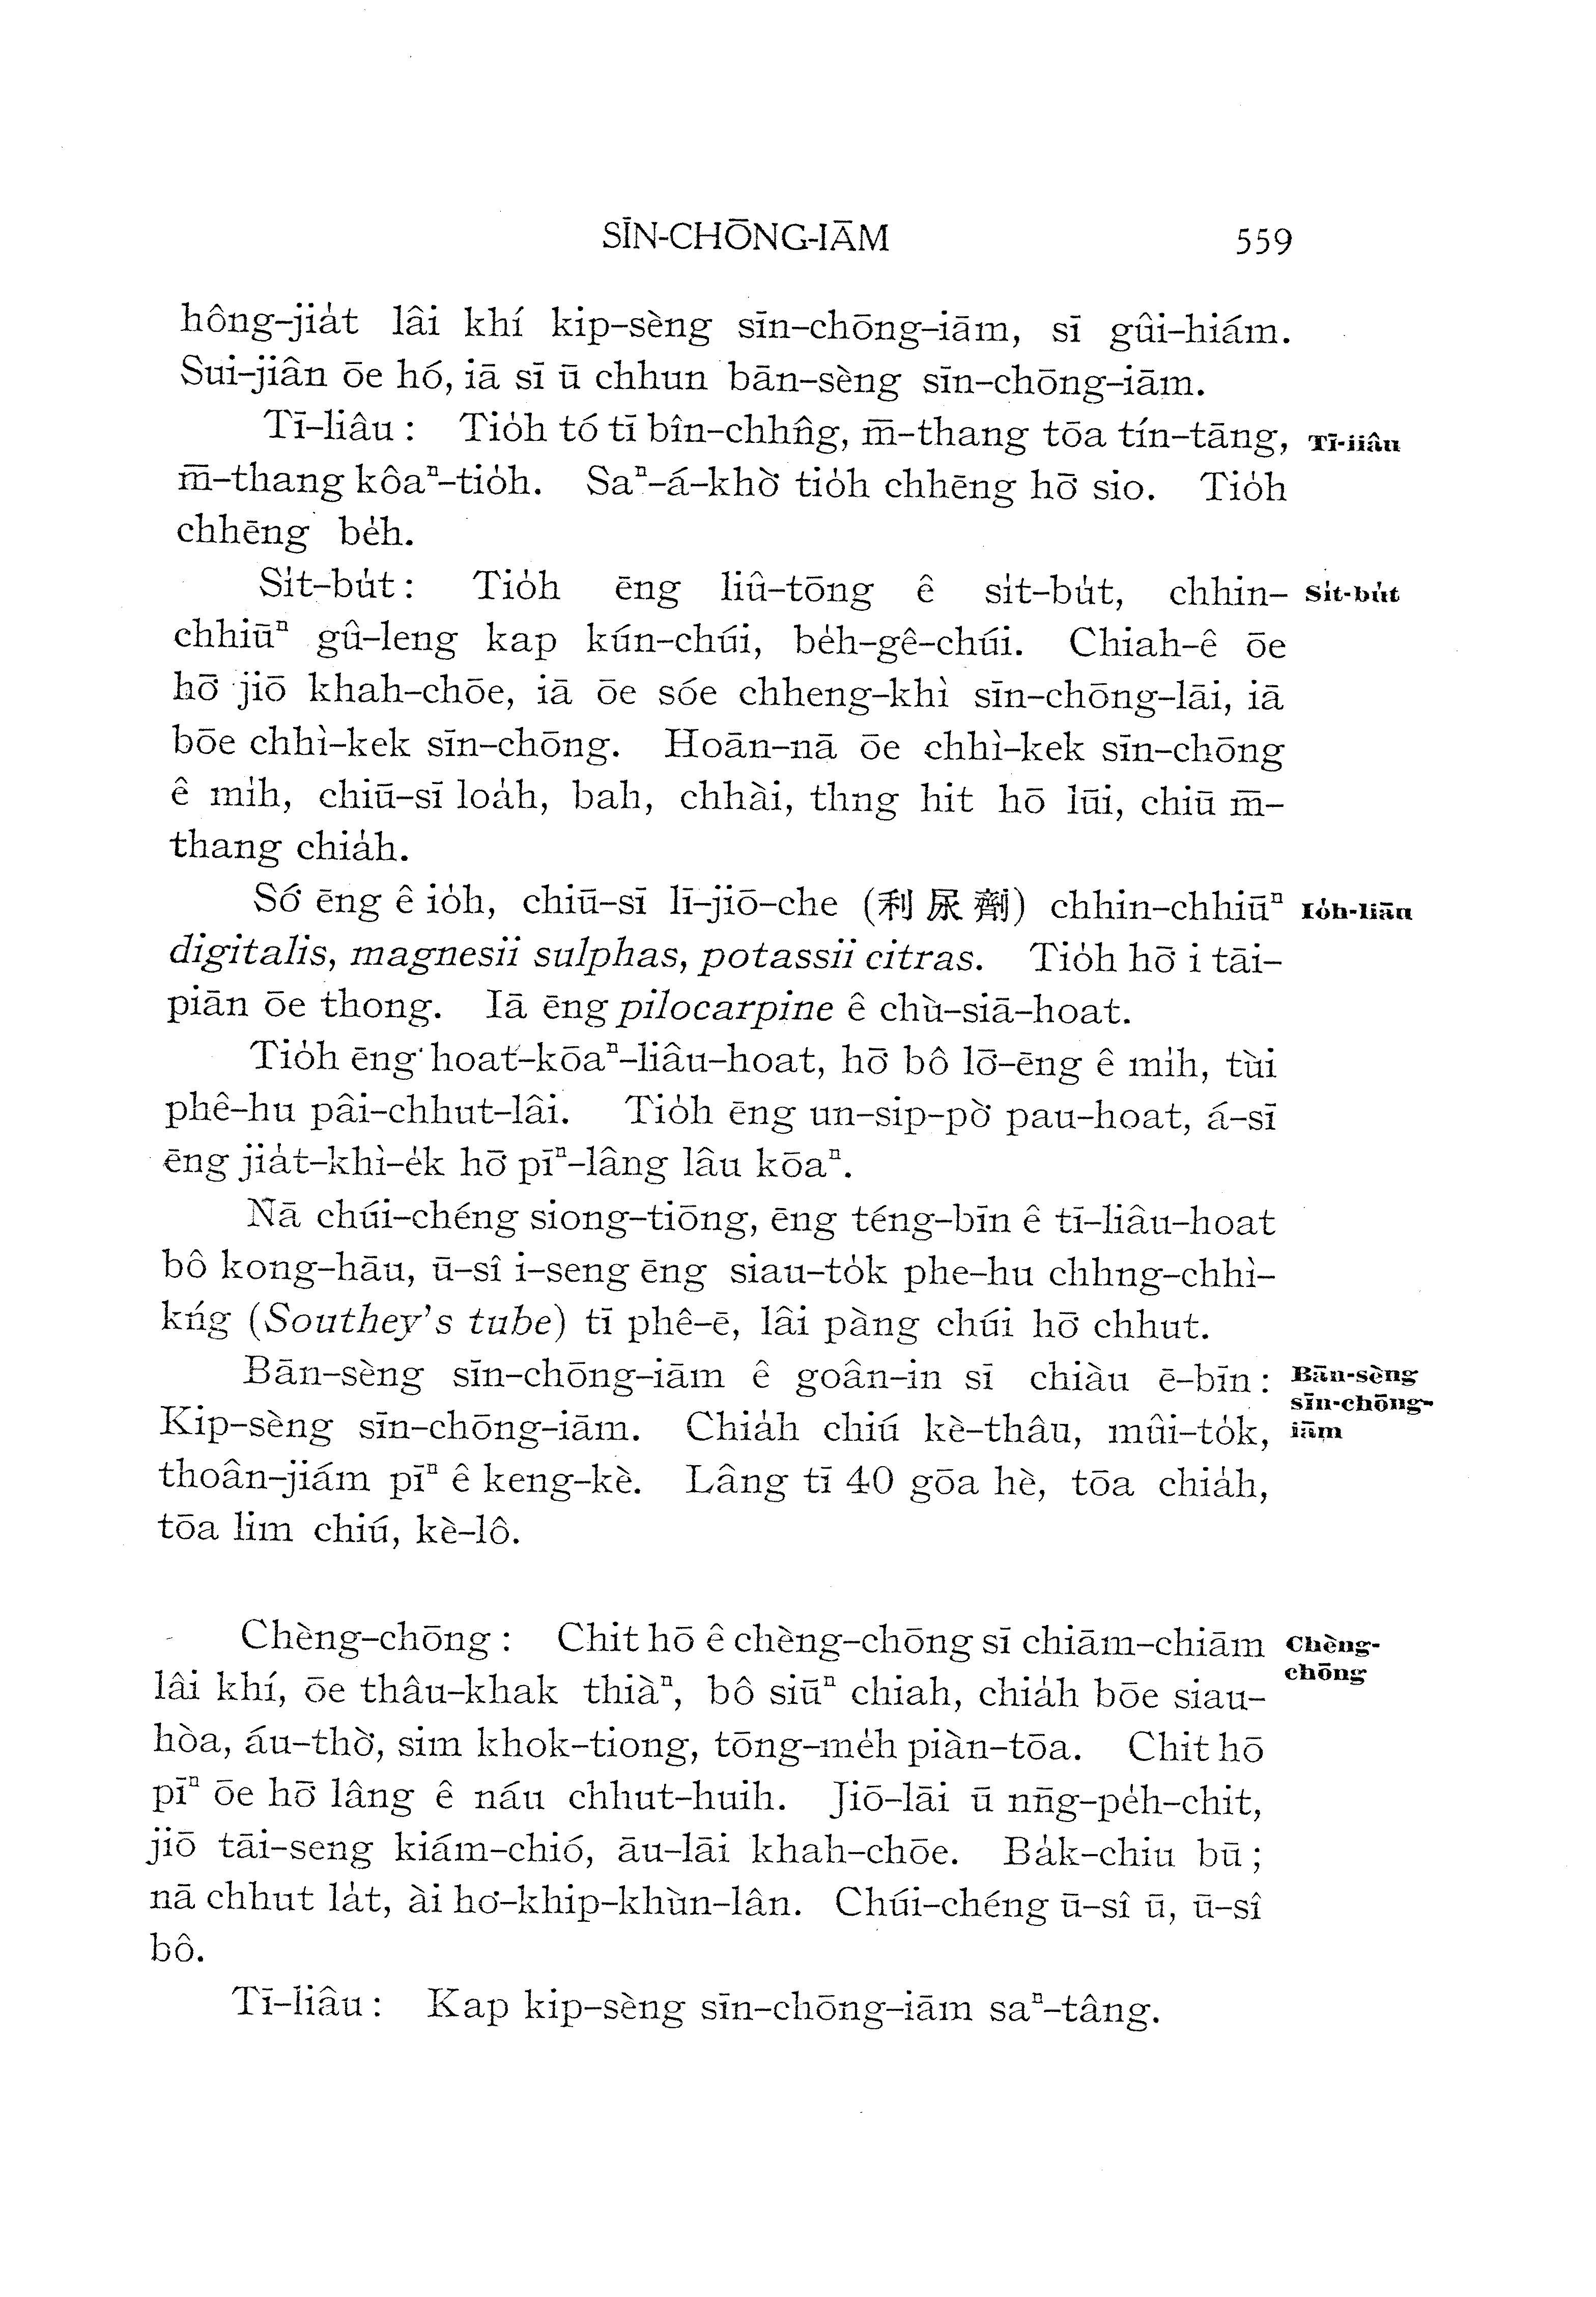 SĪN-CHŌNG-IĀM 559
hông-jia̍t lâi khí kip-sèng sīn-chōng-iām, sī gûi-hiám.
Sui-jiân ōe hó, iā sī ū chhun bān-sèng sīn-chōng-iām.
Tī-liâu : Tio̍h tó tī bîn-chhn̂g, m̄-thang tōa tín-tāng, Tī-liâu
m̄-thang kôaⁿ-tio̍h. Saⁿ-á-khò͘ tio̍h chhēng hō͘ sio. Tio̍h
chhēng be̍h.
Si̍t-bu̍t : Tio̍h ēng liû-tōng ê si̍t-bu̍t, chhin- Si̍t-bu̍t
chhiūⁿ gû-leng kap kún-chúi, be̍h-gê-chúi. Chiah-ê ōe
hō͘ jiō khah-chōe, iā ōe sóe chheng-khì sīn-chōng-lāi, iā
bōe chhì-kek sīn-chōng. Hoān-nā ōe chhì-kek sīn-chōng
ê mi̍h, chiū-sī loa̍h, bah, chhài, thng hit hō lūi, chiū m̄-
thang chia̍h.
Só͘ ēng ê io̍h, chiū-sī lī-jiō-che (利尿劑) chhin-chhiūⁿ Io̍h-liān
digitalis, magnesii sulphas, potassii citras. Tio̍h hō͘ i tāi-
piān ōe thong. Iā ēng pilocarpine ê chù-siā-hoat.
Tio̍h ēng hoat-kōaⁿ-liâu-hoat, hō͘ bô lō͘-ēng ê mi̍h, tùi
phê-hu pâi-chhut-lâi. Tio̍h ēng un-sip-pò͘ pau-hoat, á-sī
ēng jia̍t-khì-e̍k hō͘ pīⁿ-lâng lâu kōaⁿ.
Nā chúi-chéng siong-tiōng, ēng téng-bīn ê tī-liâu-hoat
bô kong-hāu, ū-sî i-seng ēng siau-to̍k phe-hu chhng-chhì-
kńg (Southey's tube) tī phê-ē, lâi pàng chúi hō͘ chhut.
Bān-sèng sīn-chōng-iām ê goân-in sī chiàu ē-bīn : Bān-sèng
sīn-chōng-
Kip-sèng sīn-chōng-iām. Chia̍h chiú kè-thâu, mûi-to̍k, iām
thoân-jiám pīⁿ ê keng-kè. Lâng tī 40 gōa hè, tōa chia̍h,
tōa lim chiú, kè-lô.
Chèng-chōng : Chit hō ê chèng-chōng sī chiām-chiām Chèng-
chōng
lâi khí, ōe thâu-khak thiàⁿ, bô siūⁿ chiah, chia̍h bōe siau-
hòa, áu-thò͘, sim khok-tiong, tōng-me̍h piàn-tōa. Chit hō
pīⁿ ōe hō͘ lâng ê náu chhut-huih. Jiō-lāi ū nn̄g-pe̍h-chit,
jiō tāi-seng kiám-chió, āu-lāi khah-chōe. Ba̍k-chiu bū ;
nā chhut la̍t, ài ho͘-khip-khùn-lân. Chúi-chéng ū-sî ū, ū-sî
bô.
Tī-liâu : Kap kip-sèng sīn-chōng-iām saⁿ-tâng.